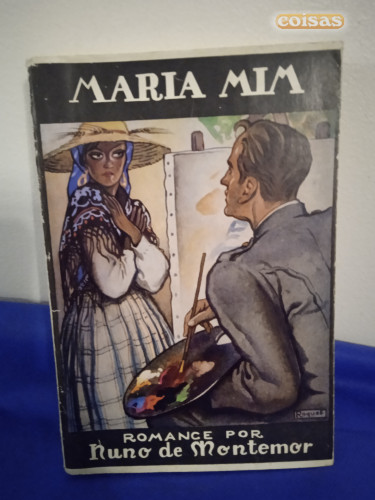 coisas
MARIA MIM
ROMANCE POR
Nuno de Montemor